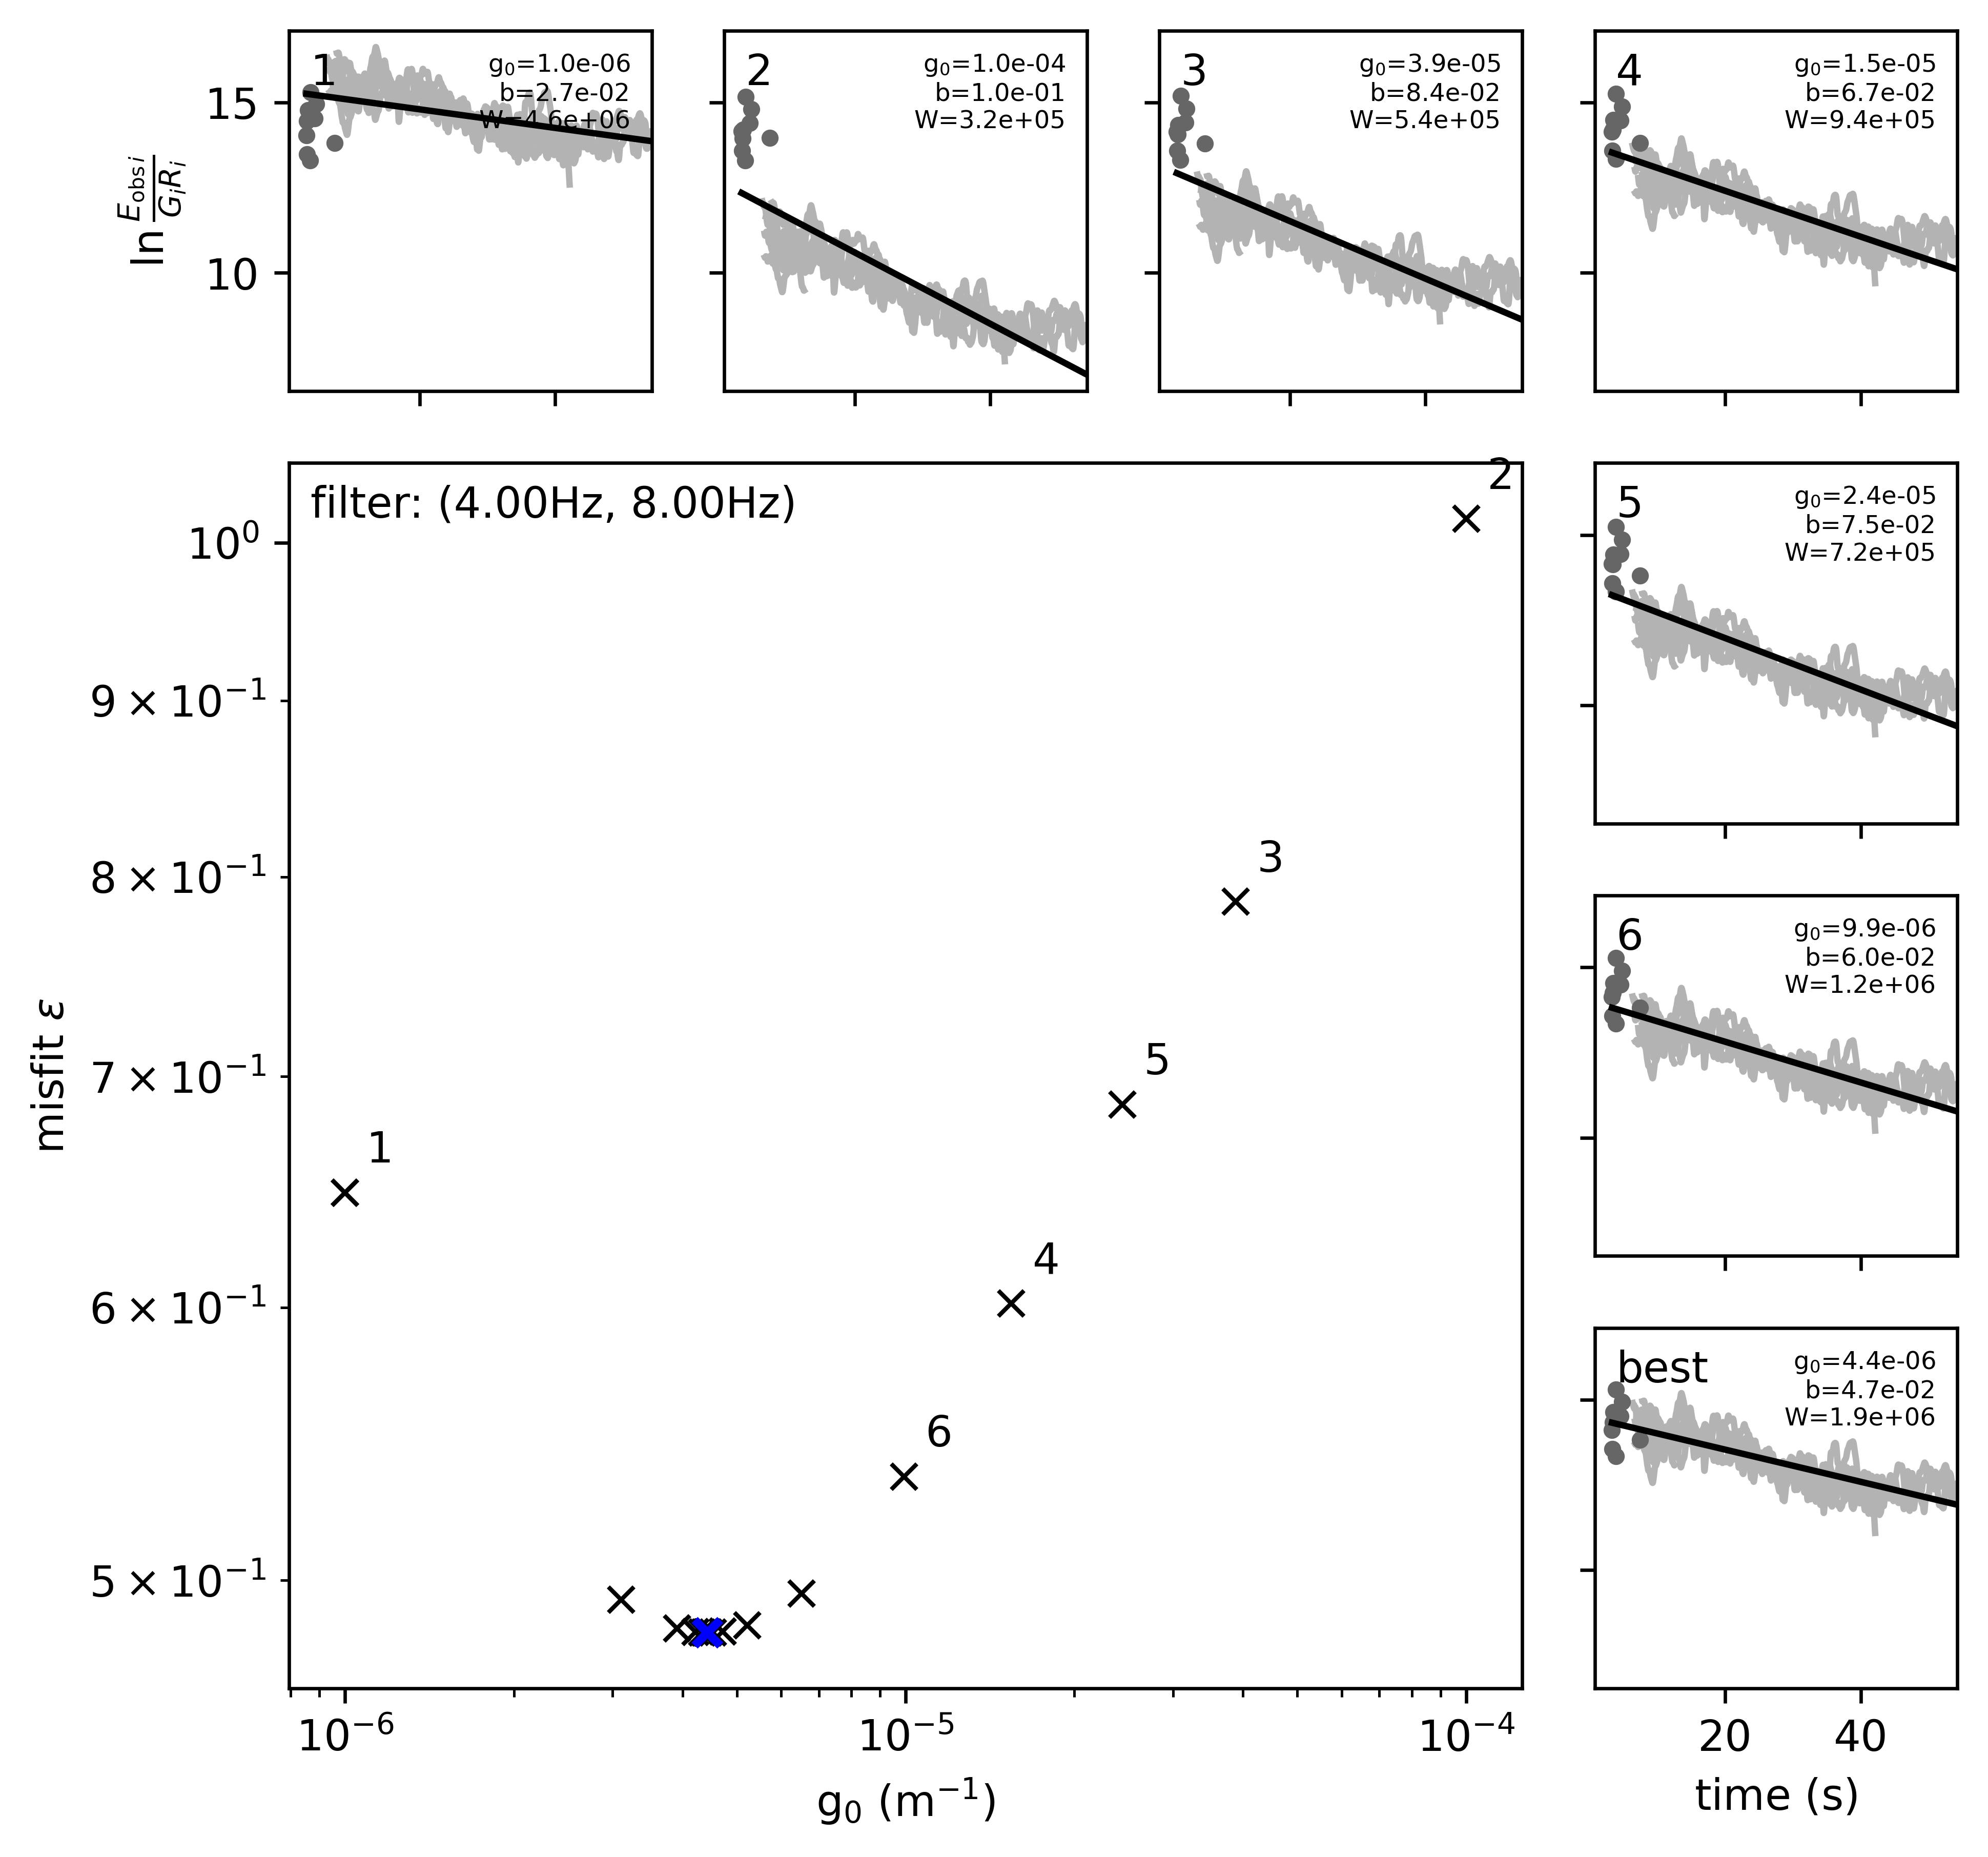 1
g₀=1.0e-06
b=2.7e-02
W=4.6e+06
2
g₀=1.0e-04
b=1.0e-01
W=3.2e+05
3
g₀=3.9e-05
b=8.4e-02
W=5.4e+05
4
g₀=1.5e-05
b=6.7e-02
W=9.4e+05
15
10
ln E_obs i / G_i R_i
filter: (4.00Hz, 8.00Hz)
2
3
5
1
4
6
10⁰
9 × 10⁻¹
8 × 10⁻¹
7 × 10⁻¹
6 × 10⁻¹
5 × 10⁻¹
misfit ε
10⁻⁶
10⁻⁵
10⁻⁴
g₀ (m⁻¹)
5
g₀=2.4e-05
b=7.5e-02
W=7.2e+05
6
g₀=9.9e-06
b=6.0e-02
W=1.2e+06
best
g₀=4.4e-06
b=4.7e-02
W=1.9e+06
20
40
time (s)